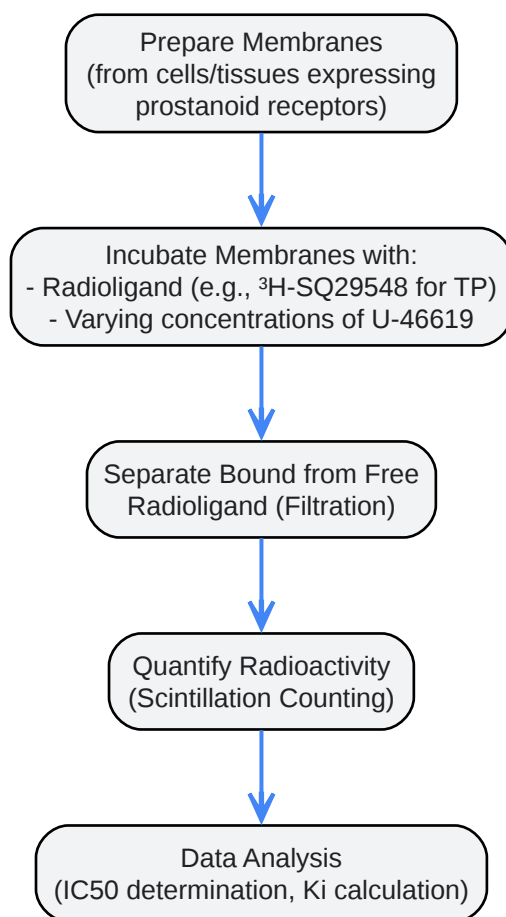 Prepare Membranes
(from cells/tissues expressing
prostanoid receptors)
Incubate Membranes with:
- Radioligand (e.g., ³H-SQ29548 for TP)
- Varying concentrations of U-46619
Separate Bound from Free
Radioligand (Filtration)
Quantify Radioactivity
(Scintillation Counting)
Data Analysis
(IC50 determination, Ki calculation)